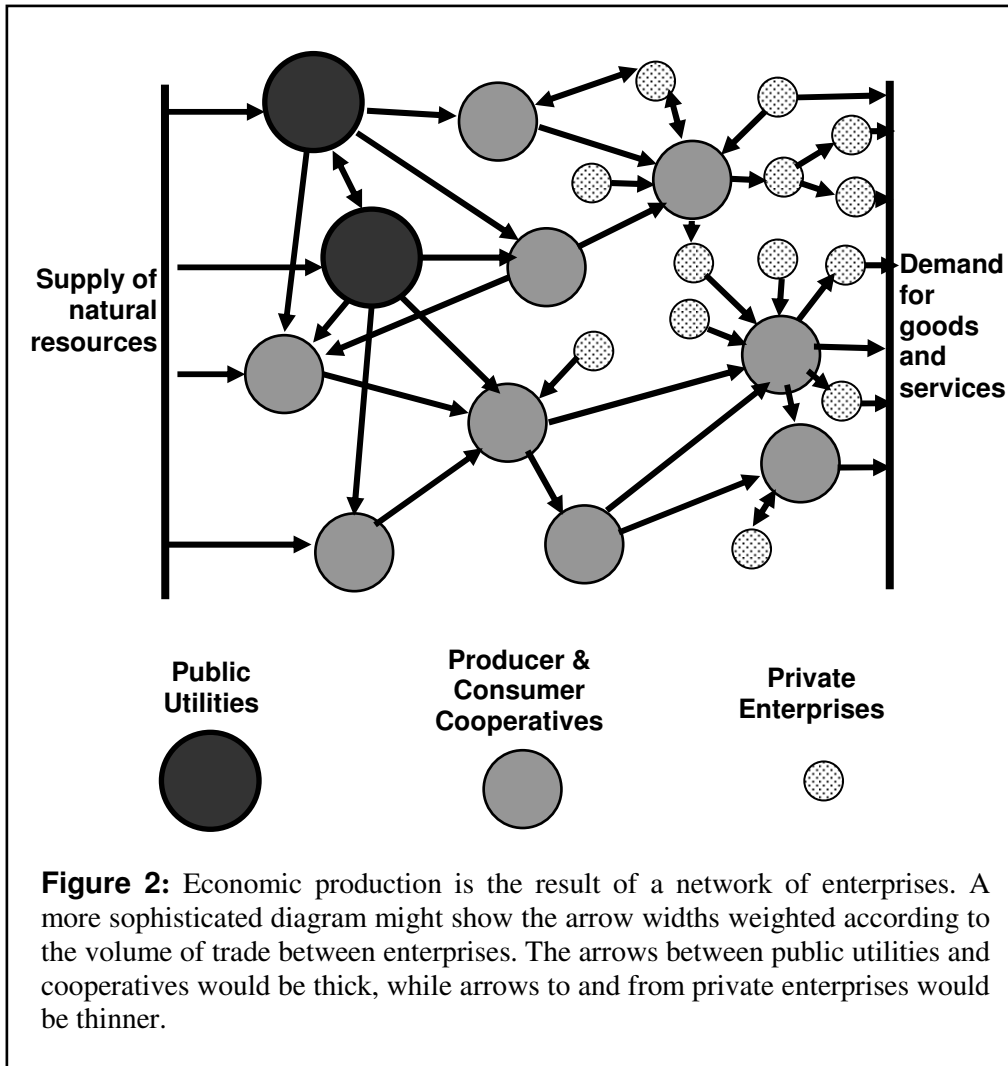 Supply of
natural
resources
Demand
for
goods
and
services
Public
Utilities
Producer &
Consumer
Cooperatives
Private
Enterprises
Figure 2: Economic production is the result of a network of enterprises. A
more sophisticated diagram might show the arrow widths weighted according to
the volume of trade between enterprises. The arrows between public utilities and
cooperatives would be thick, while arrows to and from private enterprises would
be thinner.